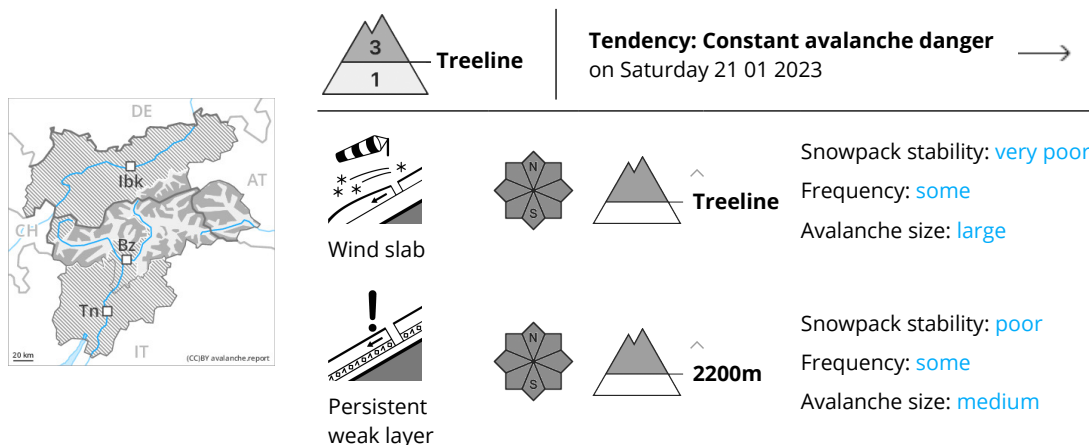 3
1
Treeline
Tendency: Constant avalanche danger
on Saturday 21 01 2023
DE
AT
Ibk
CH
Bz
Tn
IT
20 km
(CC)BY avalanche.report
Wind slab
N
S
Treeline
Snowpack stability: very poor
Frequency: some
Avalanche size: large
Persistent
weak layer
N
S
2200m
Snowpack stability: poor
Frequency: some
Avalanche size: medium